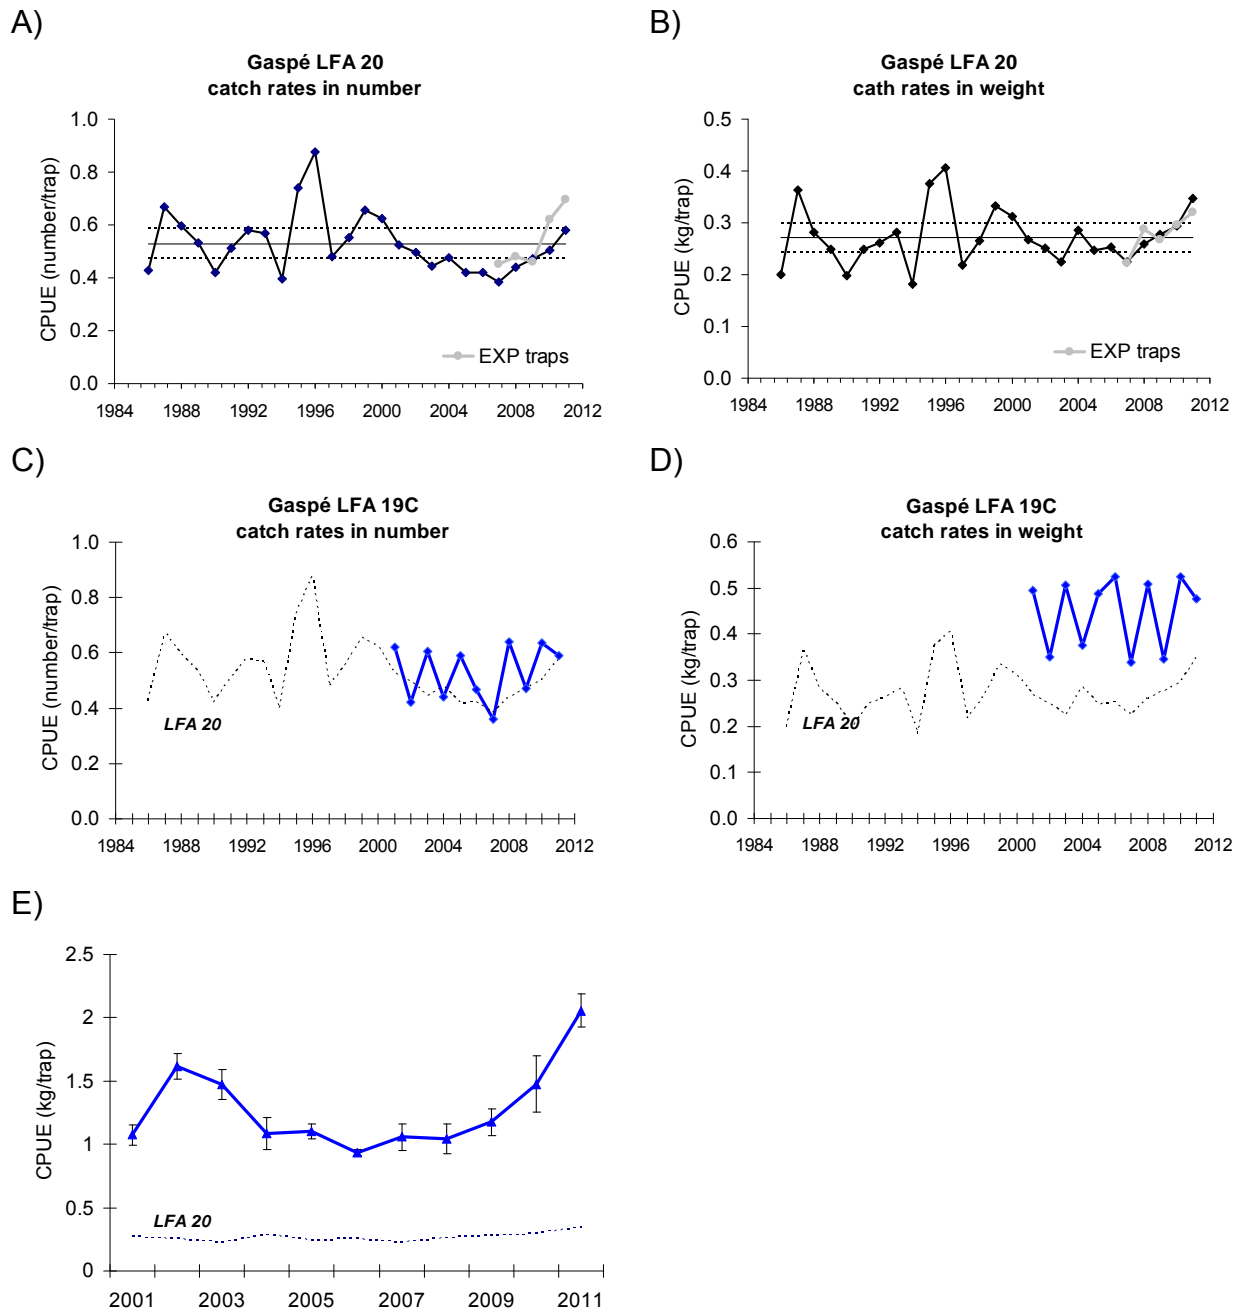 A)
Gaspé LFA 20
catch rates in number
CPUE (number/trap)
1.0
0.8
0.6
0.4
0.2
0.0
EXP traps
1984 1988 1992 1996 2000 2004 2008 2012
B)
Gaspé LFA 20
cath rates in weight
CPUE (kg/trap)
0.5
0.4
0.3
0.2
0.1
0.0
EXP traps
1984 1988 1992 1996 2000 2004 2008 2012
C)
Gaspé LFA 19C
catch rates in number
CPUE (number/trap)
1.0
0.8
0.6
0.4
0.2
0.0
LFA 20
1984 1988 1992 1996 2000 2004 2008 2012
D)
Gaspé LFA 19C
catch rates in weight
CPUE (kg/trap)
0.6
0.5
0.4
0.3
0.2
0.1
0.0
LFA 20
1984 1988 1992 1996 2000 2004 2008 2012
E)
CPUE (kg/trap)
2.5
2
1.5
1
0.5
0
LFA 20
2001 2003 2005 2007 2009 2011